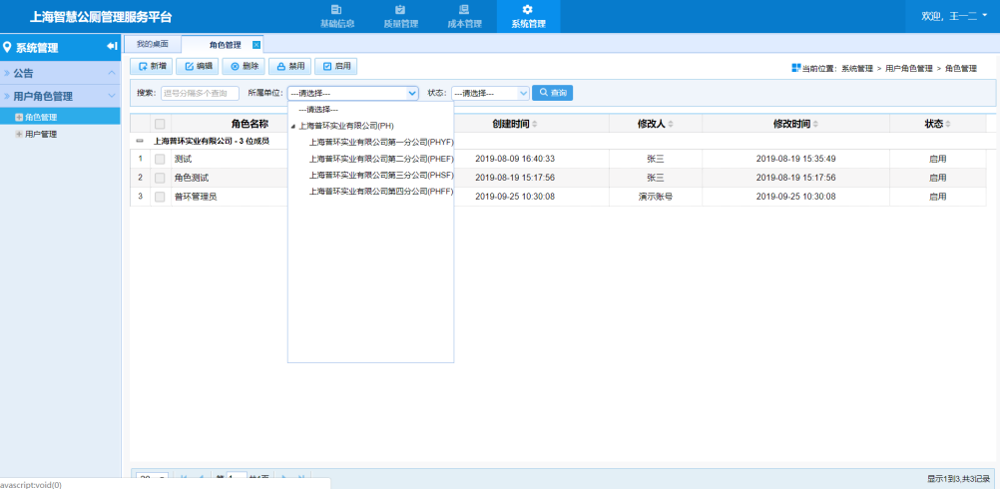 上海智慧公厕管理服务平台
基础信息 质量管理 成本管理 系统管理
欢迎, 王一二
系统管理
我的桌面 角色管理
新增 编辑 删除 禁用 启用
当前位置: 系统管理 > 用户角色管理 > 角色管理
公告
用户角色管理
角色管理
用户管理
搜索: 逗号分隔多个查询 所属单位: ---请选择--- 状态: ---请选择--- 查询
---请选择---
上海普环实业有限公司(PH)
上海普环实业有限公司第一分公司(PHYF)
上海普环实业有限公司第二分公司(PHEF)
上海普环实业有限公司第三分公司(PHSF)
上海普环实业有限公司第四分公司(PHFF)
角色名称 创建时间 修改人 修改时间 状态
上海普环实业有限公司 - 3 位成员
1 测试 2019-08-09 16:40:33 张三 2019-08-19 15:35:49 启用
2 角色测试 2019-08-19 15:17:56 张三 2019-08-19 15:17:56 启用
3 普环管理员 2019-09-25 10:30:08 演示账号 2019-09-25 10:30:08 启用
20 第 1 共1页
显示1到3,共3记录
avascript:void(0)